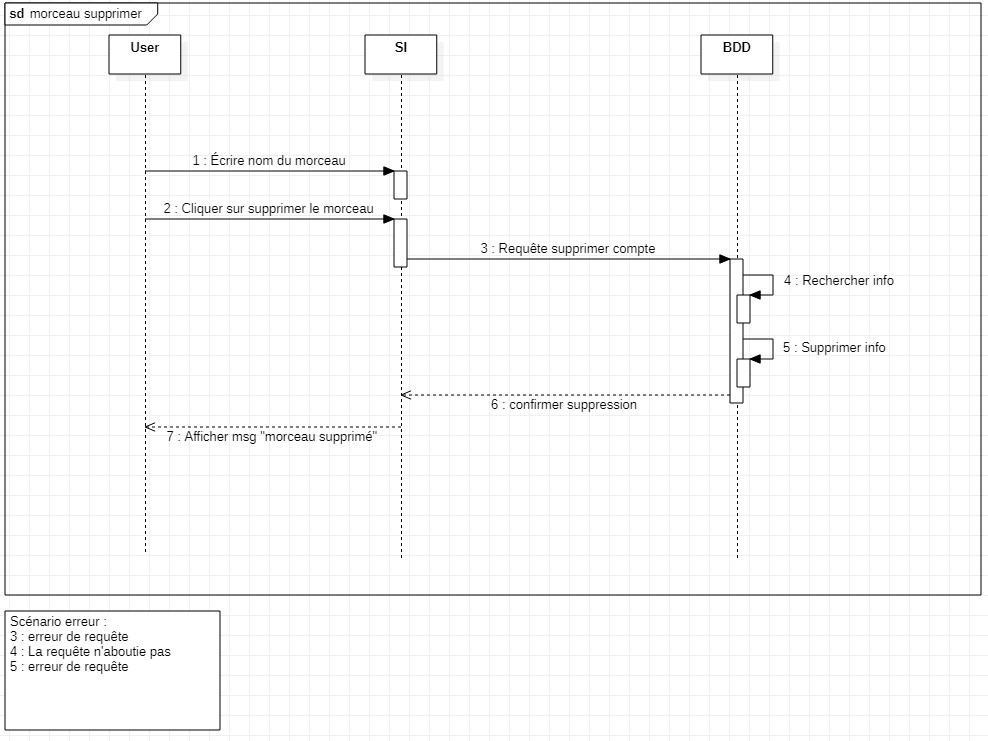 sd morceau supprimer
User
SI
BDD
1 : Écrire nom du morceau
2 : Cliquer sur supprimer le morceau
3 : Requête supprimer compte
4 : Rechercher info
5 : Supprimer info
6 : confirmer suppression
7 : Afficher msg "morceau supprimé"
Scénario erreur :
3 : erreur de requête
4 : La requête n'aboutie pas
5 : erreur de requête